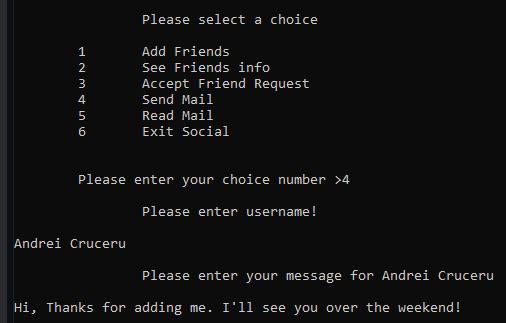 Please select a choice
1 Add Friends
2 See Friends info
3 Accept Friend Request
4 Send Mail
5 Read Mail
6 Exit Social
Please enter your choice number >4
Please enter username!
Andrei Cruceru
Please enter your message for Andrei Cruceru
Hi, Thanks for adding me. I'll see you over the weekend!